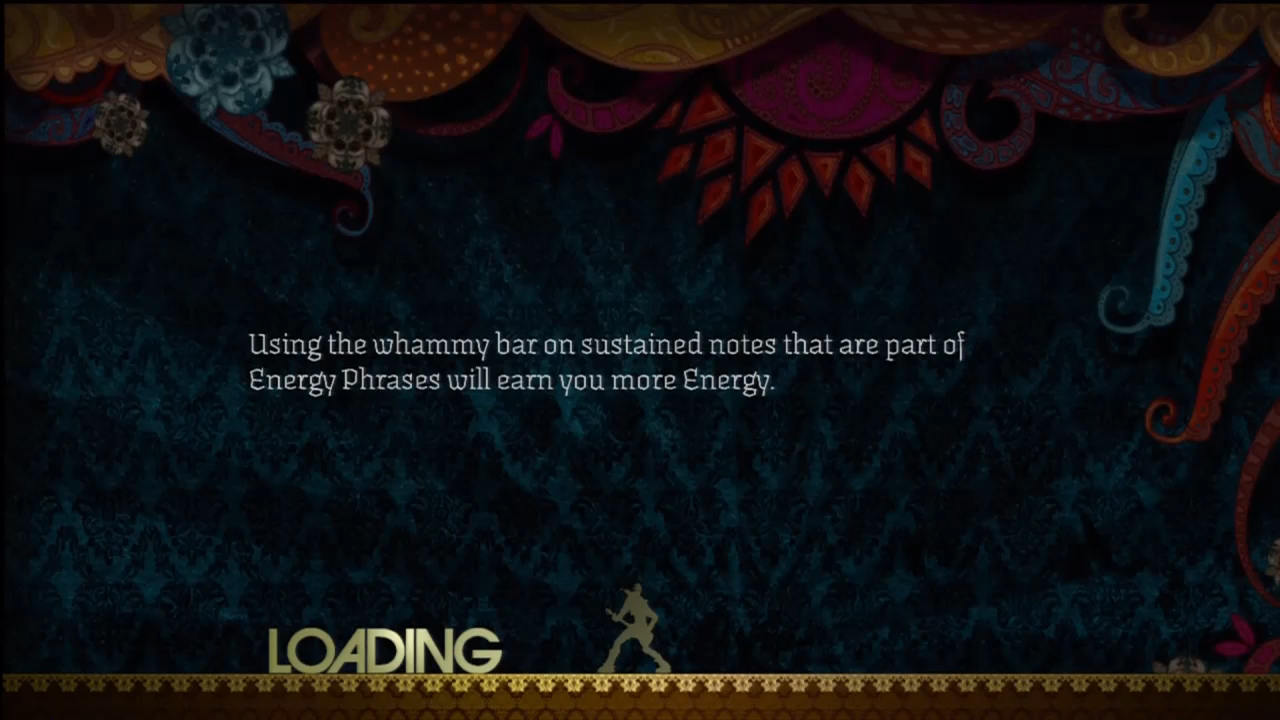 Using the whammy bar on sustained notes that are part of
Energy Phrases will earn you more Energy.
LOADING